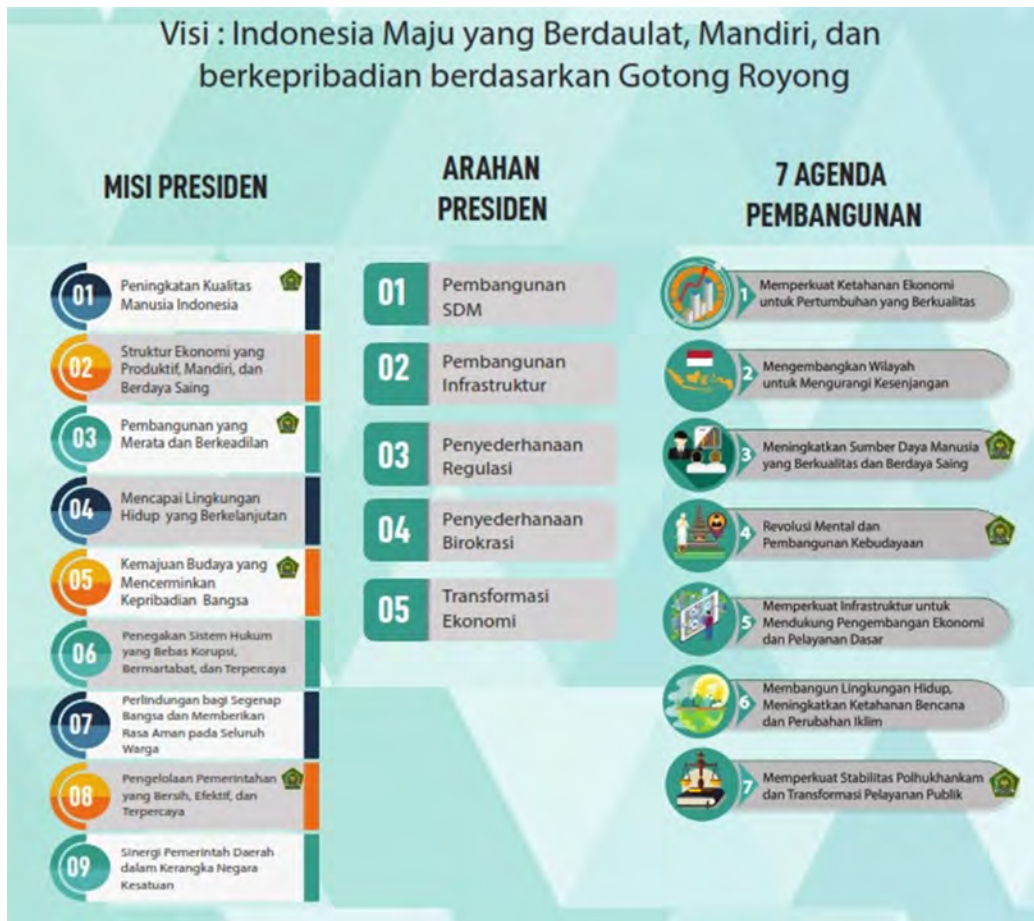 Visi : Indonesia Maju yang Berdaulat, Mandiri, dan
berkepribadian berdasarkan Gotong Royong
MISI PRESIDEN
01
Peningkatan Kualitas
Manusia Indonesia
02
Struktur Ekonomi yang
Produktif, Mandiri, dan
Berdaya Saing
03
Pembangunan yang
Merata dan Berkeadilan
04
Mencapai Lingkungan
Hidup yang Berkelanjutan
05
Kemajuan Budaya yang
Mencerminkan
Kepribadian Bangsa
06
Penegakan Sistem Hukum
yang Bebas Korupsi,
Bermartabat, dan Terpercaya
07
Perlindungan bagi Segenap
Bangsa dan Memberikan
Rasa Aman pada Seluruh
Warga
08
Pengelolaan Pemerintahan
yang Bersih, Efektif, dan
Terpercaya
09
Sinergi Pemerintah Daerah
dalam Kerangka Negara
Kesatuan
ARAHAN
PRESIDEN
01
Pembangunan
SDM
02
Pembangunan
Infrastruktur
03
Penyederhanaan
Regulasi
04
Penyederhanaan
Birokrasi
05
Transformasi
Ekonomi
7 AGENDA
PEMBANGUNAN
1
Memperkuat Ketahanan Ekonomi
untuk Pertumbuhan yang Berkualitas
2
Mengembangkan Wilayah
untuk Mengurangi Kesenjangan
3
Meningkatkan Sumber Daya Manusia
yang Berkualitas dan Berdaya Saing
4
Revolusi Mental dan
Pembangunan Kebudayaan
5
Memperkuat Infrastruktur untuk
Mendukung Pengembangan Ekonomi
dan Pelayanan Dasar
6
Membangun Lingkungan Hidup,
Meningkatkan Ketahanan Bencana
dan Perubahan Iklim
7
Memperkuat Stabilitas Polhukhankam
dan Transformasi Pelayanan Publik